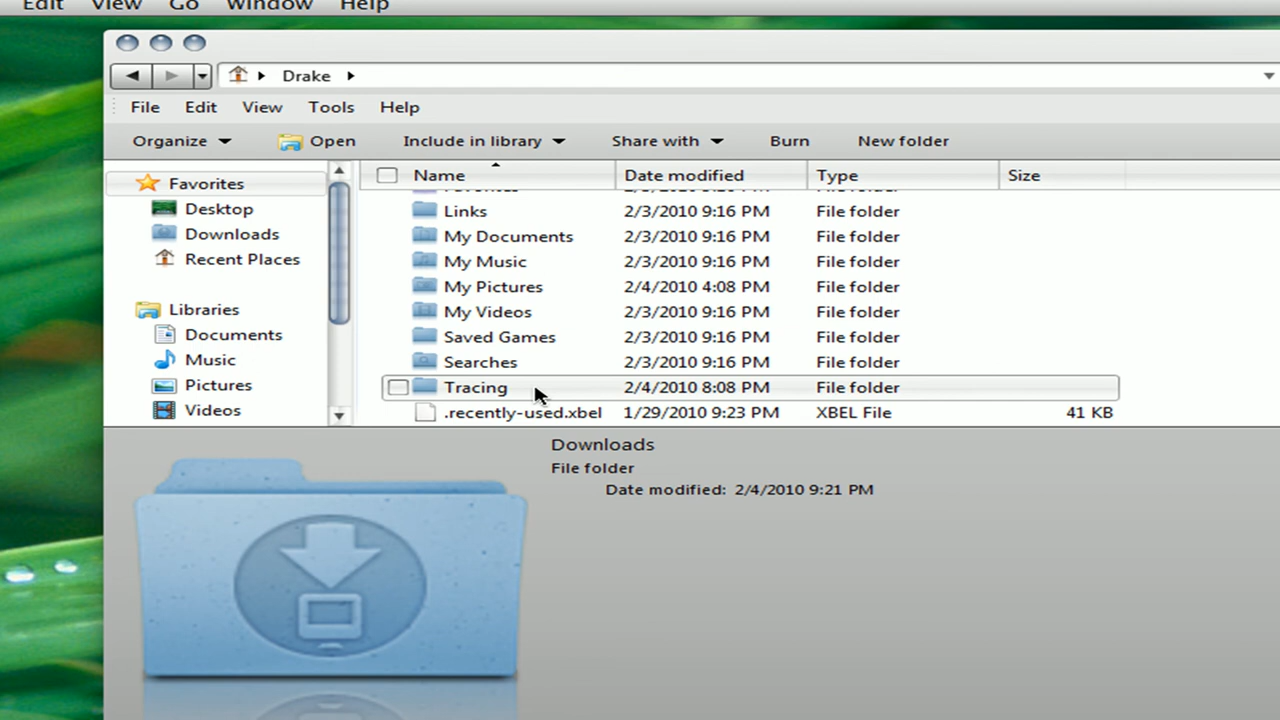 Edit View Go Window Help
Drake
File Edit View Tools Help
Organize Open Include in library Share with Burn New folder
Favorites
Desktop
Downloads
Recent Places
Libraries
Documents
Music
Pictures
Videos
Name Date modified Type Size
Links 2/3/2010 9:16 PM File folder
My Documents 2/3/2010 9:16 PM File folder
My Music 2/3/2010 9:16 PM File folder
My Pictures 2/4/2010 4:08 PM File folder
My Videos 2/3/2010 9:16 PM File folder
Saved Games 2/3/2010 9:16 PM File folder
Searches 2/3/2010 9:16 PM File folder
Tracing 2/4/2010 8:08 PM File folder
.recently-used.xbel 1/29/2010 9:23 PM XBEL File 41 KB
Downloads
File folder
Date modified: 2/4/2010 9:21 PM